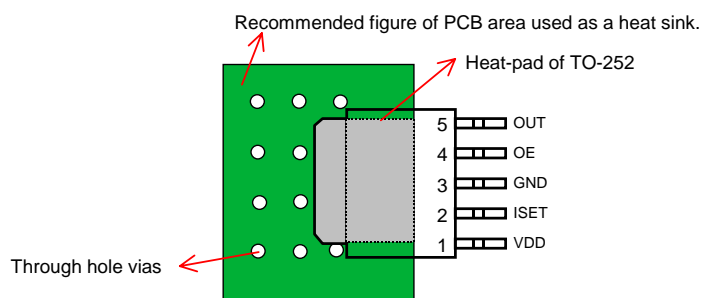 Recommended figure of PCB area used as a heat sink.
Heat-pad of TO-252
5 OUT
4 OE
3 GND
2 ISET
1 VDD
Through hole vias